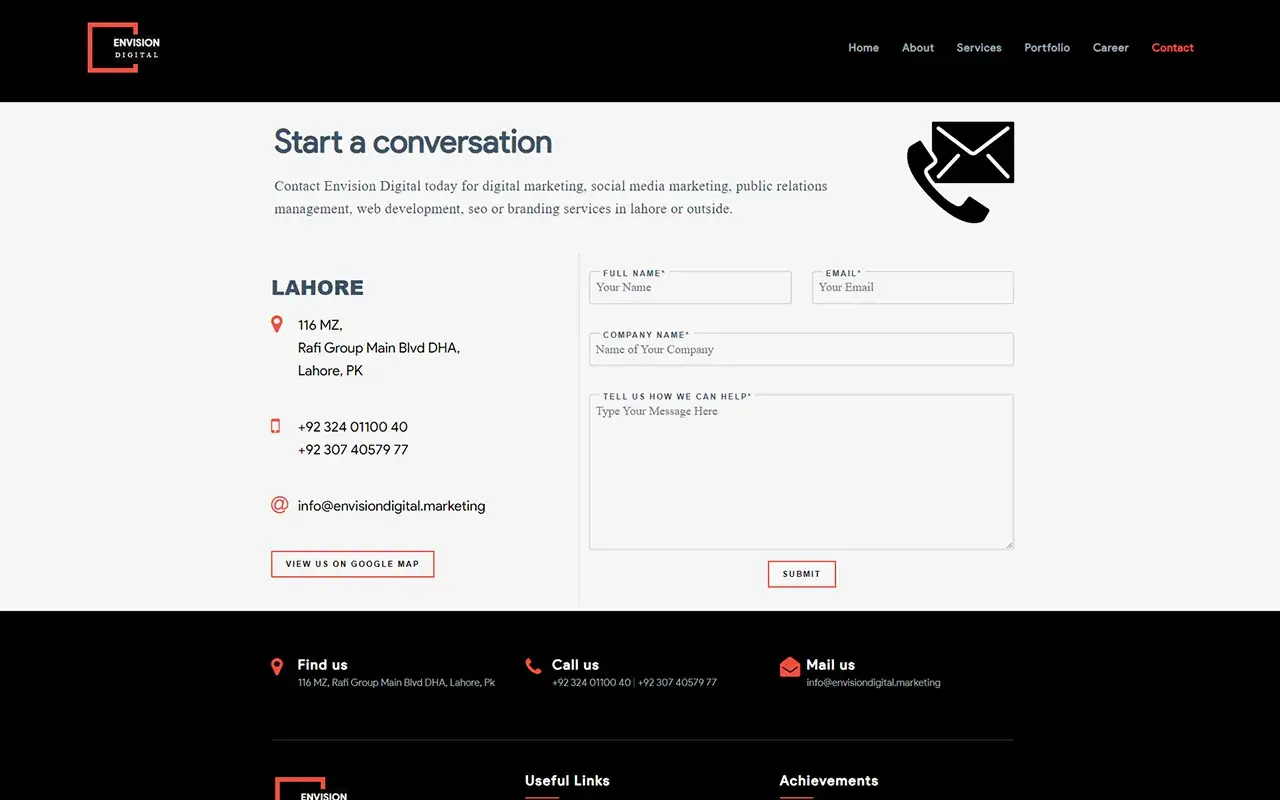 ENVISION
DIGITAL
Home
About
Services
Portfolio
Career
Contact
Start a conversation
Contact Envision Digital today for digital marketing, social media marketing, public relations
management, web development, seo or branding services in lahore or outside.
LAHORE
116 MZ,
Rafi Group Main Blvd DHA,
Lahore, PK
+92 324 01100 40
+92 307 40579 77
@ info@envisiondigital.marketing
VIEW US ON GOOGLE MAP
FULL NAME*
Your Name
EMAIL*
Your Email
COMPANY NAME*
Name of Your Company
TELL US HOW WE CAN HELP*
Type Your Message Here
SUBMIT
Find us
116 MZ, Rafi Group Main Blvd DHA, Lahore, Pk
Call us
+92 324 01100 40 | +92 307 40579 77
Mail us
info@envisiondigital.marketing
ENVISION
Useful Links
Achievements